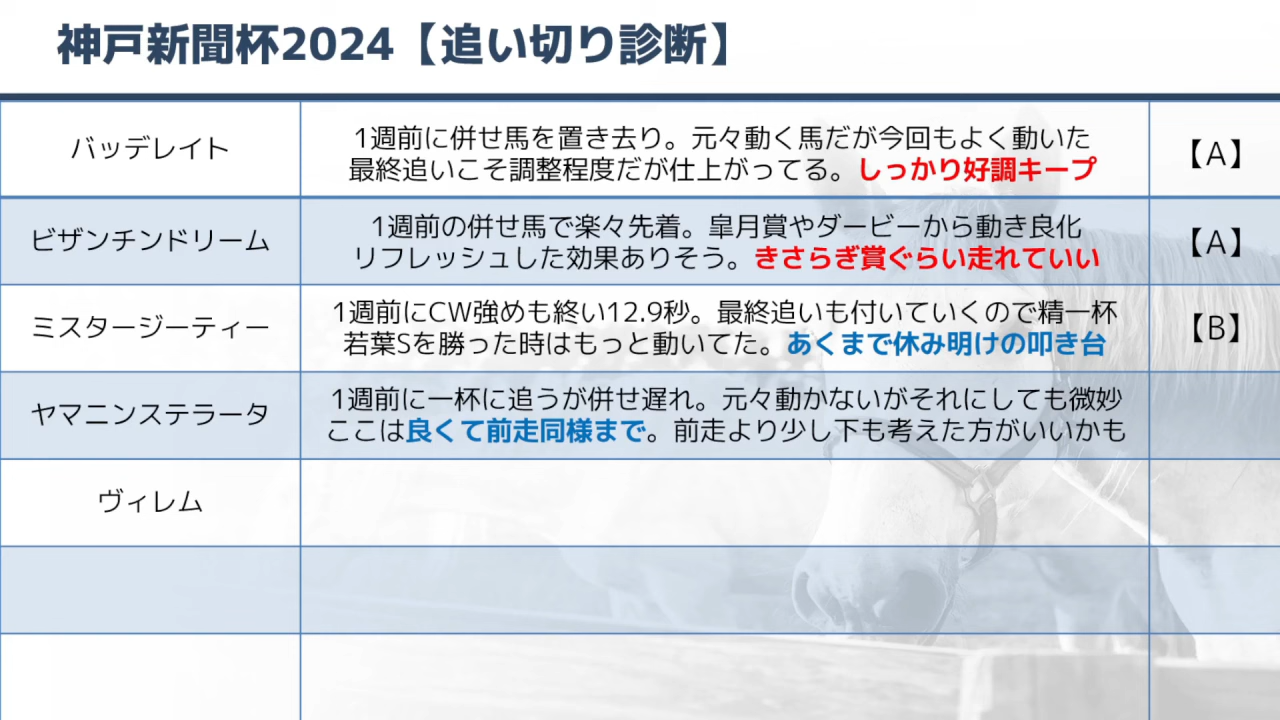 神戸新聞杯2024【追い切り診断】
バッデレイト
1週前に併せ馬を置き去り。元々動く馬だが今回もよく動いた
最終追いこそ調整程度だが仕上がってる。しっかり好調キープ
【A】
ビザンチンドリーム
1週前の併せ馬で楽々先着。皐月賞やダービーから動き良化
リフレッシュした効果ありそう。きさらぎ賞ぐらい走れていい
【A】
ミスタージーティー
1週前にCW強めも終い12.9秒。最終追いも付いていくので精一杯
若葉Sを勝った時はもっと動いてた。あくまで休み明けの叩き台
【B】
ヤマニンステラータ
1週前に一杯に追うが併せ遅れ。元々動かないがそれにしても微妙
ここは良くて前走同様まで。前走より少し下も考えた方がいいかも
ヴィレム